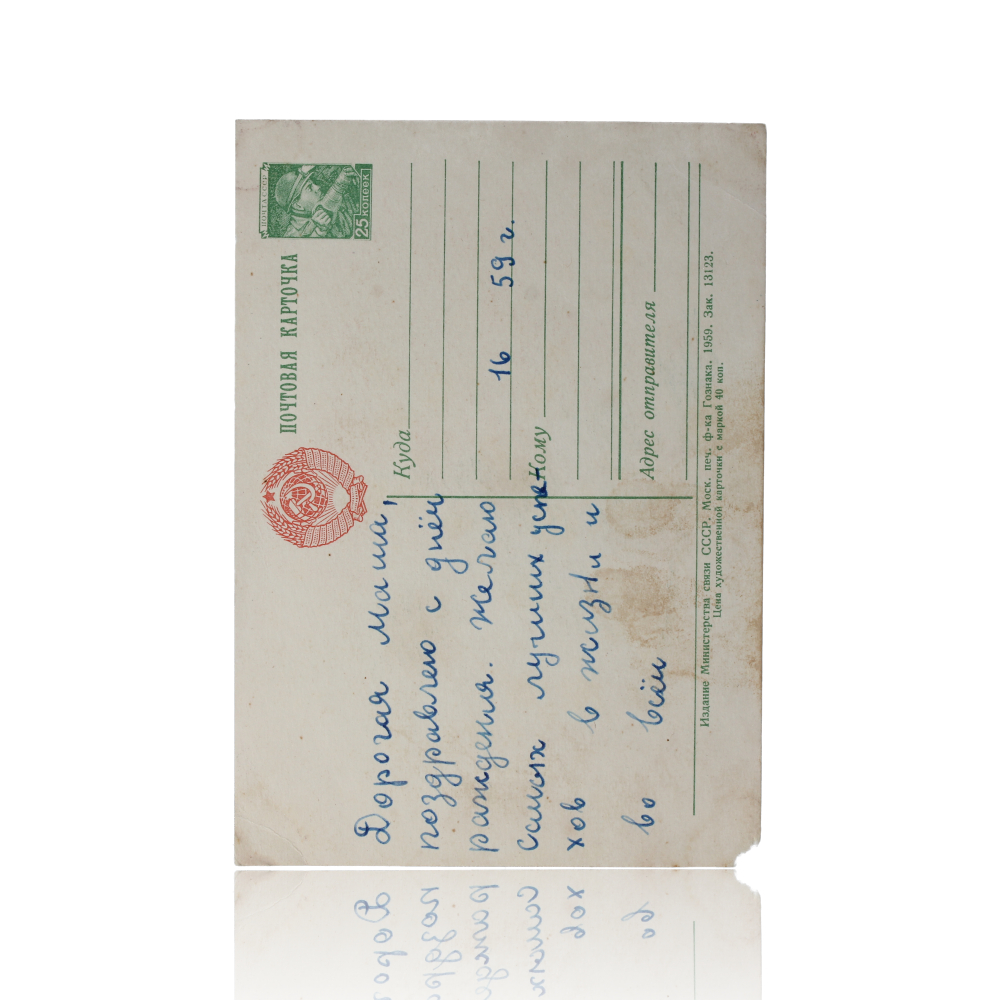 ПОЧТОВАЯ КАРТОЧКА
ПОЧТА СССР
25 КОПЕЕК
Дорогая Маша,
поздравляю с днём
раждения. Желаю
самых лучших успе
хов в жизни и
во всём
Куда
16 59 г.
Кому
Адрес отправителя
Издание Министерства связи СССР. Моск. печ. ф-ка Гознака. 1959. Зак. 13123.
Цена художественной карточки с маркой 40 коп.